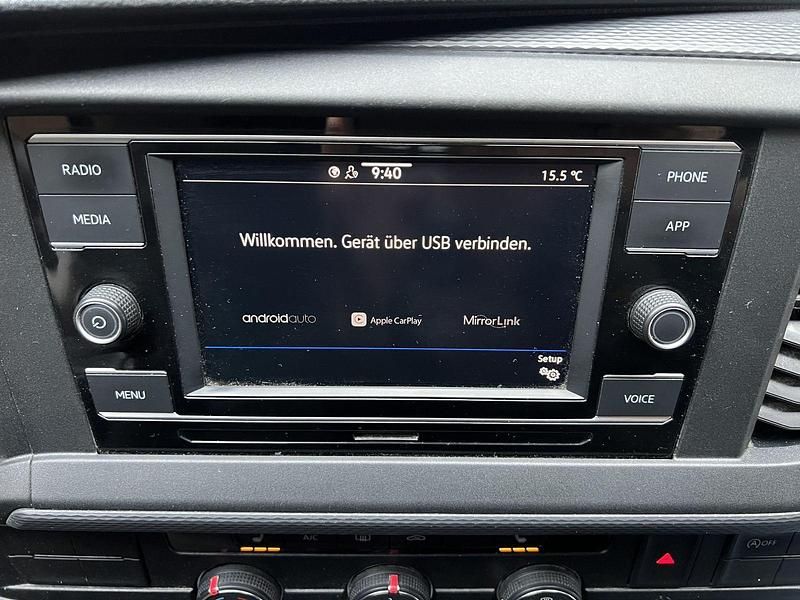 RADIO
MEDIA
9:40
15.5 °C
PHONE
APP
Willkommen. Gerät über USB verbinden.
androidauto
Apple CarPlay
MirrorLink
Setup
MENU
VOICE
A/C
A OFF